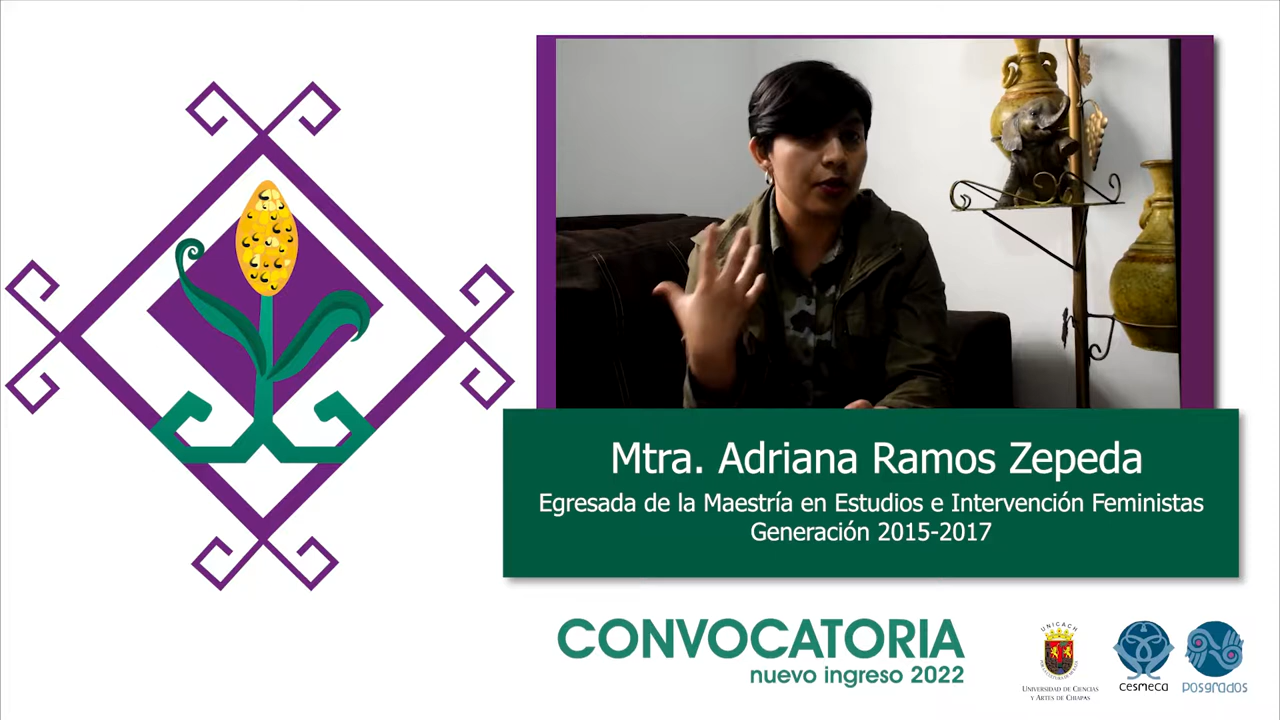 Mtra. Adriana Ramos Zepeda
Egresada de la Maestría en Estudios e Intervención Feministas
Generación 2015-2017
CONVOCATORIA
nuevo ingreso 2022
UNICACH
UNIVERSIDAD DE CIENCIAS
Y ARTES DE CHIAPAS
cesmeca
posgrados